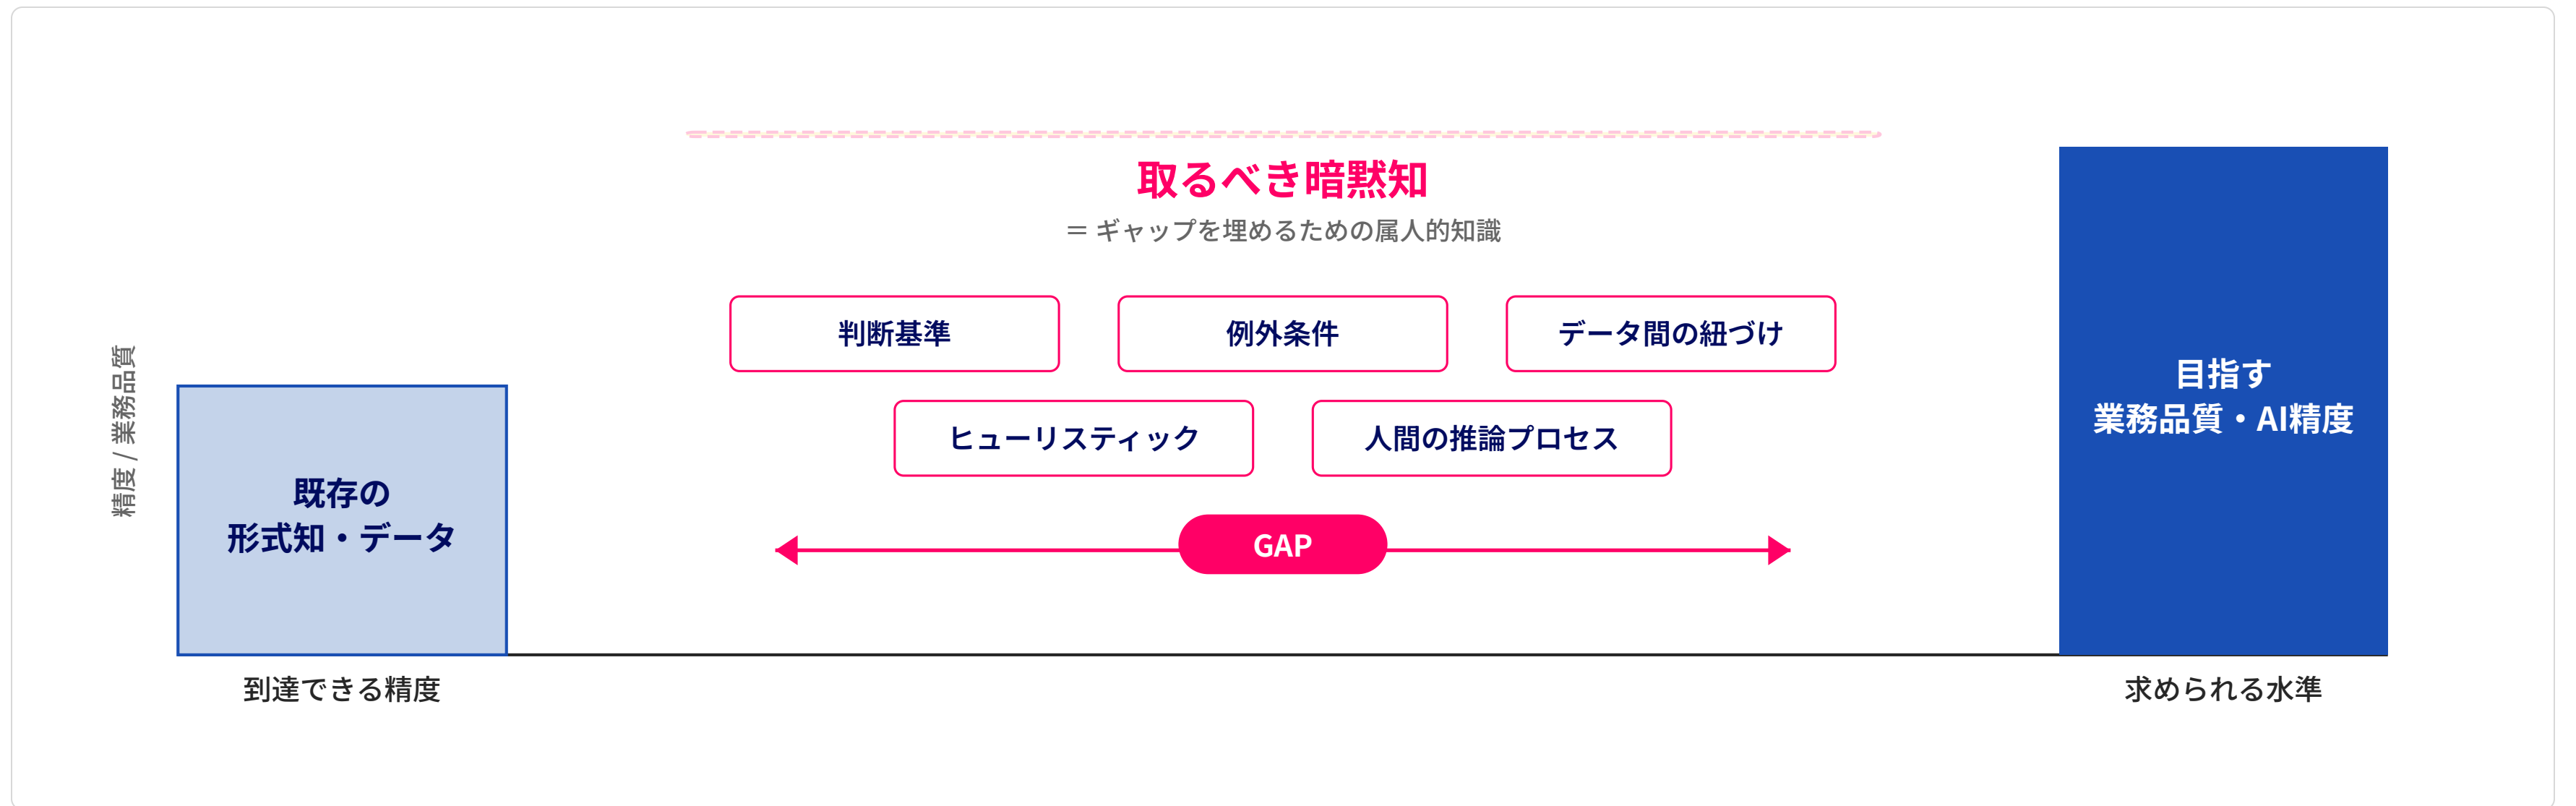 取るべき暗黙知
＝ ギャップを埋めるための属人的知識
判断基準
例外条件
データ間の紐づけ
ヒューリスティック
人間の推論プロセス
GAP
精度 / 業務品質
既存の
形式知・データ
到達できる精度
目指す
業務品質・AI精度
求められる水準